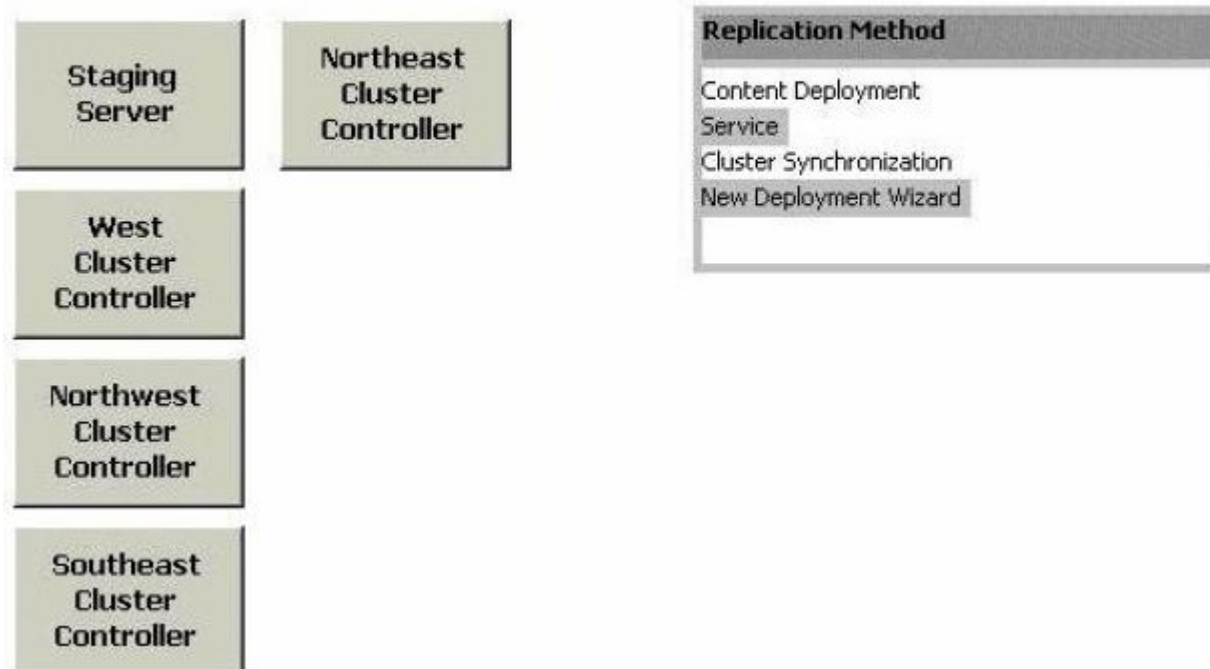 Staging
Server
Northeast
Cluster
Controller
West
Cluster
Controller
Northwest
Cluster
Controller
Southeast
Cluster
Controller
Replication Method
Content Deployment
Service
Cluster Synchronization
New Deployment Wizard